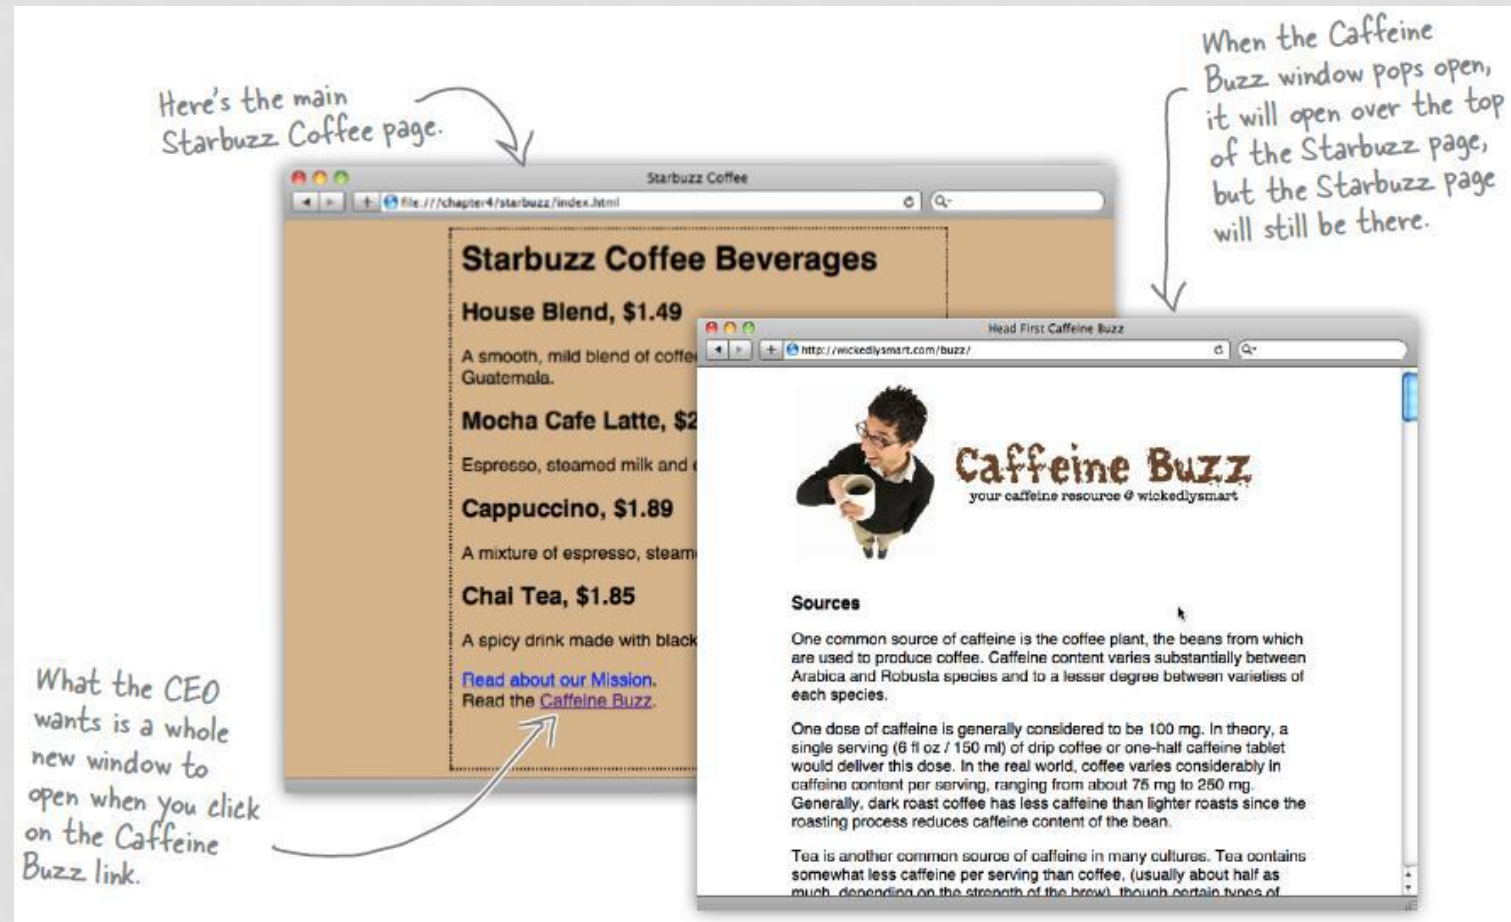 Here's the main
Starbuzz Coffee page.
When the Caffeine
Buzz window pops open,
it will open over the top
of the Starbuzz page,
but the Starbuzz page
will still be there.
Starbuzz Coffee
file:///chapter4/starbuzz/index.html
Starbuzz Coffee Beverages
House Blend, $1.49
A smooth, mild blend of coffe
Guatemala.
Mocha Cafe Latte, $2
Espresso, steamed milk and
Cappuccino, $1.89
A mixture of espresso, steam
Chai Tea, $1.85
A spicy drink made with black
Read about our Mission.
Read the Caffeine Buzz.
What the CEO
wants is a whole
new window to
open when you click
on the Caffeine
Buzz link.
Head First Caffeine Buzz
http://wickedlysmart.com/buzz/
Caffeine Buzz
your caffeine resource @ wickedlysmart
Sources
One common source of caffeine is the coffee plant, the beans from which
are used to produce coffee. Caffeine content varies substantially between
Arabica and Robusta species and to a lesser degree between varieties of
each species.
One dose of caffeine is generally considered to be 100 mg. In theory, a
single serving (6 fl oz / 150 ml) of drip coffee or one-half caffeine tablet
would deliver this dose. In the real world, coffee varies considerably in
caffeine content per serving, ranging from about 75 mg to 250 mg.
Generally, dark roast coffee has less caffeine than lighter roasts since the
roasting process reduces caffeine content of the bean.
Tea is another common source of caffeine in many cultures. Tea contains
somewhat less caffeine per serving than coffee, (usually about half as
much, depending on the strength of the brew), though certain types of